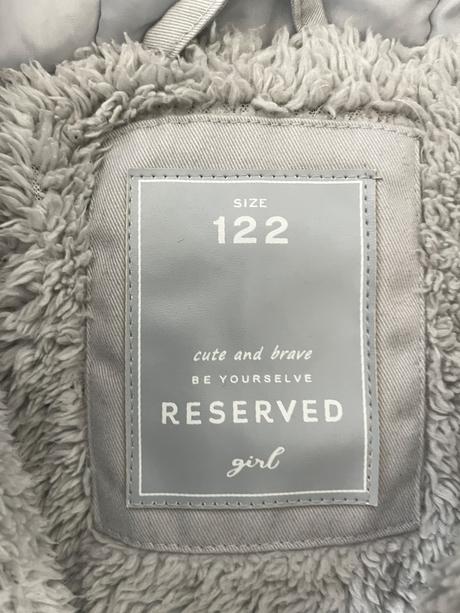 SIZE
122
cute and brave
BE YOURSELVE
RESERVED
girl